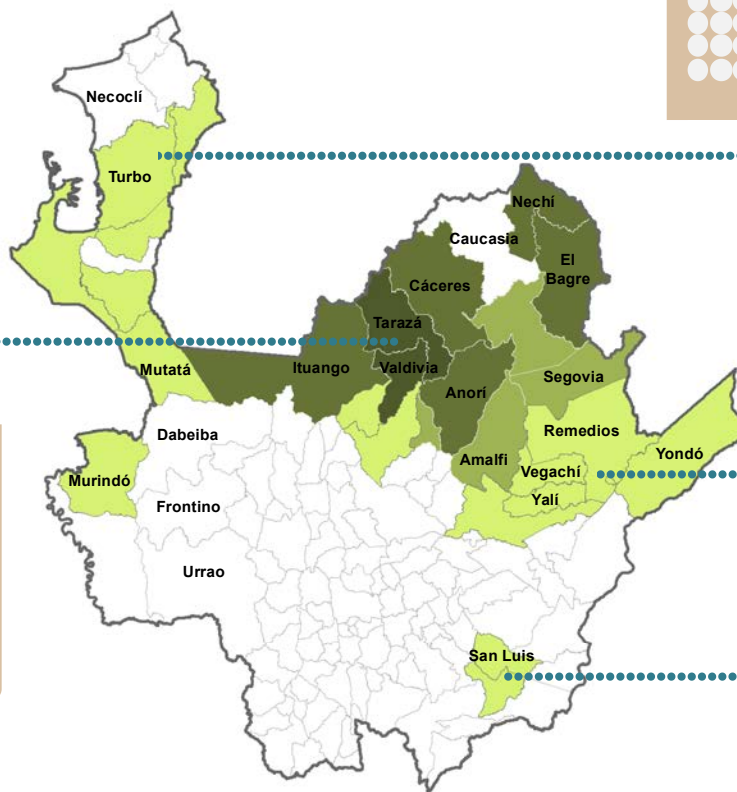 Necoclí
Turbo
Nechí
Caucasia
El
Bagre
Cáceres
Tarazá
Mutatá
Ituango
Valdivia
Segovia
Anorí
Dabeiba
Remedios
Amalfi
Yondó
Murindó
Vegachí
Frontino
Yalí
Urrao
San Luis